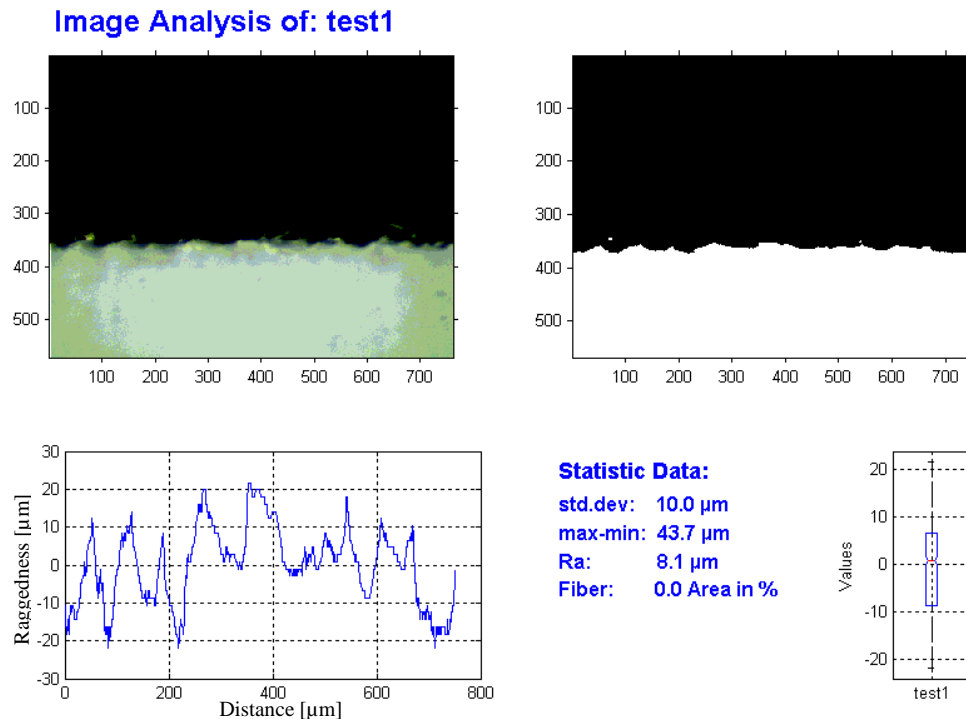 Image Analysis of: test1
100
200
300
400
500
100 200 300 400 500 600 700
100
200
300
400
500
100 200 300 400 500 600 700
30
20
10
0
-10
-20
-30
Raggedness [µm]
0 200 400 600 800
Distance [µm]
Statistic Data:
std.dev: 10.0 µm
max-min: 43.7 µm
Ra: 8.1 µm
Fiber: 0.0 Area in %
20
10
0
-10
-20
Values
test1